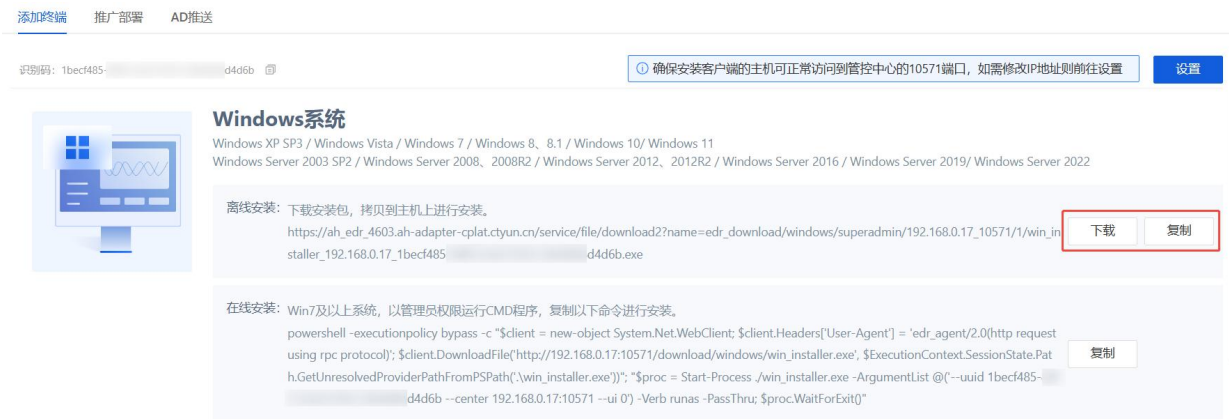 添加终端 推广部署 AD推送
识别码：1becf485- d4d6b
确保安装客户端的主机可正常访问到管控中心的10571端口，如需修改IP地址则前往设置 设置
Windows系统
Windows XP SP3 / Windows Vista / Windows 7 / Windows 8、8.1 / Windows 10/ Windows 11
Windows Server 2003 SP2 / Windows Server 2008、2008R2 / Windows Server 2012、2012R2 / Windows Server 2016 / Windows Server 2019/ Windows Server 2022
离线安装：下载安装包，拷贝到主机上进行安装。
https://ah_edr_4603.ah-adapter-cplat.ctyun.cn/service/file/download2?name=edr_download/windows/superadmin/192.168.0.17_10571/1/win_in
下载 复制
staller_192.168.0.17_1becf485 d4d6b.exe
在线安装：Win7及以上系统，以管理员权限运行CMD程序，复制以下命令进行安装。
powershell -executionpolicy bypass -c "$client = new-object System.Net.WebClient; $client.Headers['User-Agent'] = 'edr_agent/2.0(http request
using rpc protocol)'; $client.DownloadFile('http://192.168.0.17:10571/download/windows/win_installer.exe', $ExecutionContext.SessionState.Pat
复制
h.GetUnresolvedProviderPathFromPSPath('.\win_installer.exe'))"; "$proc = Start-Process ./win_installer.exe -ArgumentList @('--uuid 1becf485-
d4d6b --center 192.168.0.17:10571 --ui 0') -Verb runas -PassThru; $proc.WaitForExit()"